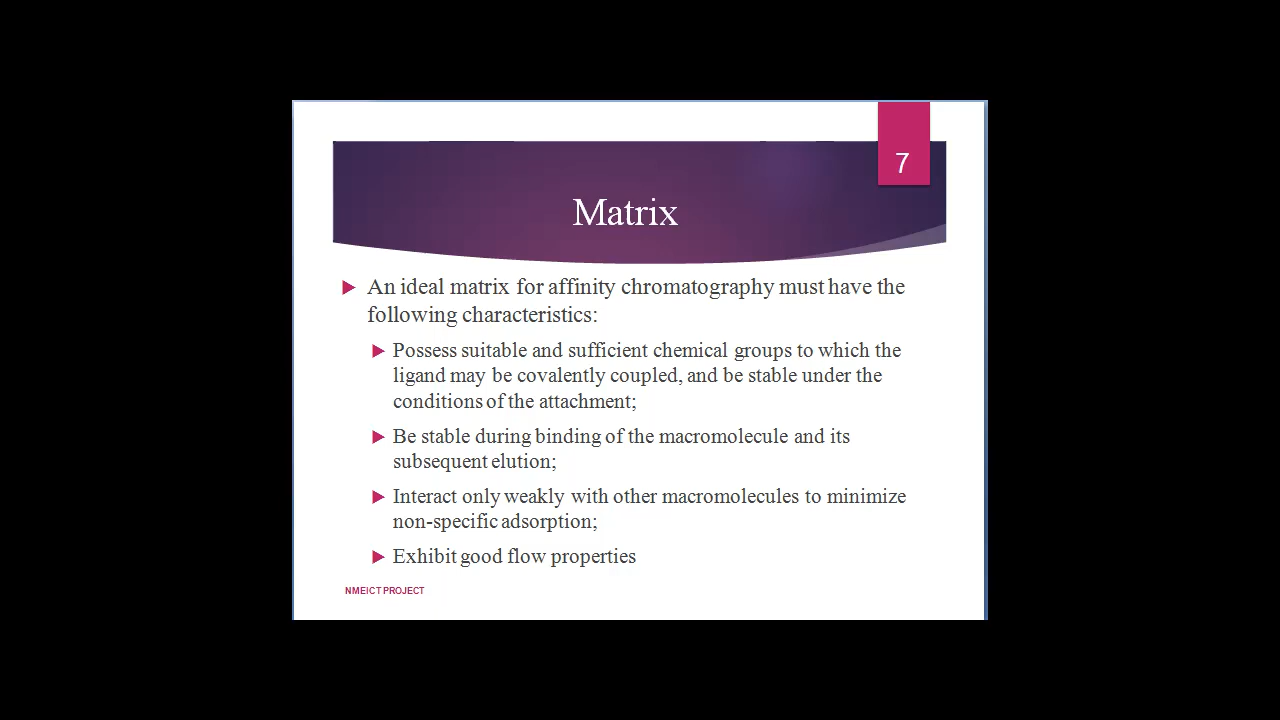 7
Matrix
An ideal matrix for affinity chromatography must have the
following characteristics:
Possess suitable and sufficient chemical groups to which the
ligand may be covalently coupled, and be stable under the
conditions of the attachment;
Be stable during binding of the macromolecule and its
subsequent elution;
Interact only weakly with other macromolecules to minimize
non-specific adsorption;
Exhibit good flow properties
NMEICT PROJECT